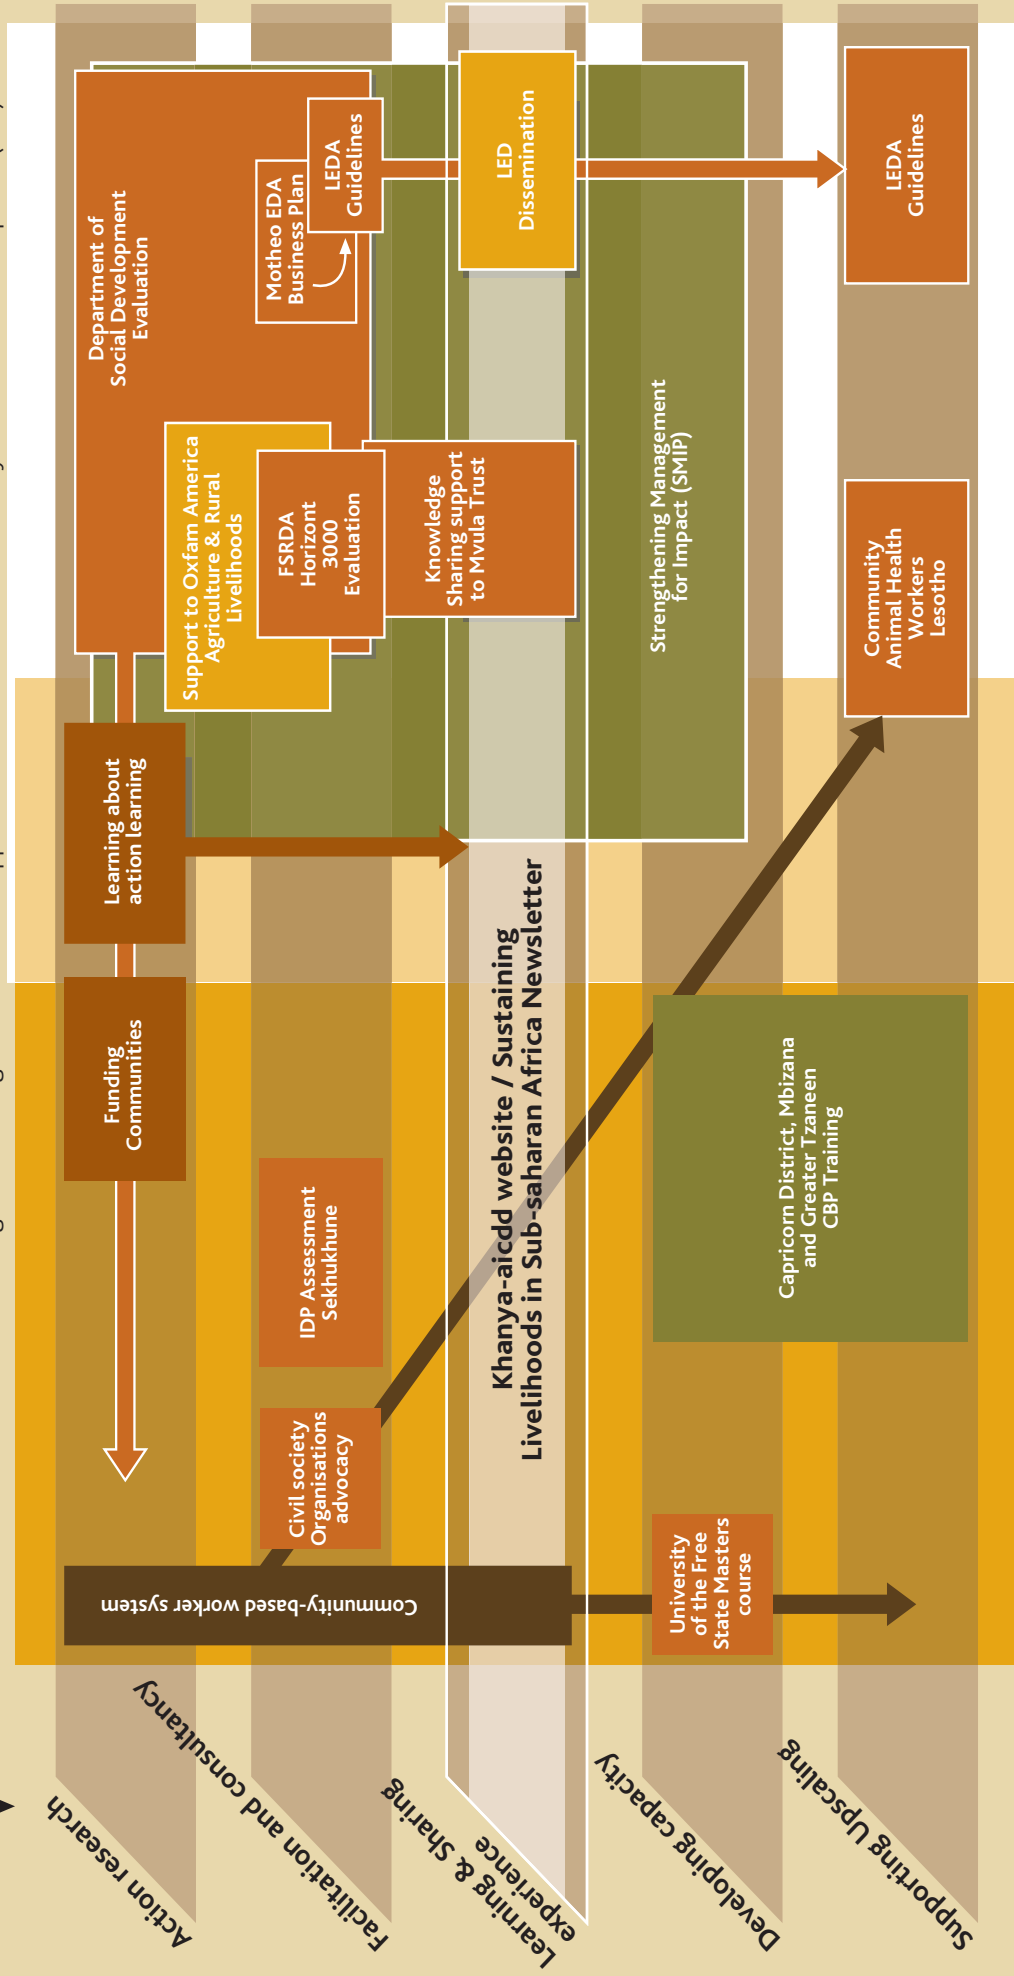 Action research
Facilitation and consultancy
Learning & Sharing
experience
Developing capacity
Supporting Upscaling
Community-based worker system
Funding
Communities
Learning about
action learning
Department of
Social Development
Evaluation
Support to Oxfam America
Agriculture & Rural
Livelihoods
Motheo EDA
Business Plan
LEDA
Guidelines
FSRDA
Horizont
3000
Evaluation
Knowledge
Sharing support
to Mvula Trust
Civil society
Organisations
advocacy
IDP Assessment
Sekhukhune
LED
Dissemination
Khanya-aicdd website / Sustaining
Livelihoods in Sub-saharan Africa Newsletter
Strengthening Management
for Impact (SMIP)
University
of the Free
State Masters
course
Capricorn District, Mbizana
and Greater Tzaneen
CBP Training
Community
Animal Health
Workers
Lesotho
LEDA
Guidelines